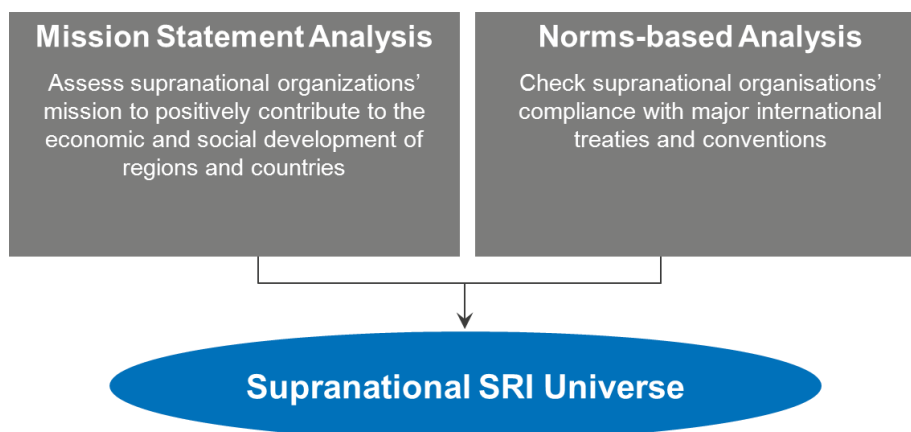 Mission Statement Analysis
Assess supranational organizations’
mission to positively contribute to the
economic and social development of
regions and countries
Norms-based Analysis
Check supranational organisations’
compliance with major international
treaties and conventions
Supranational SRI Universe